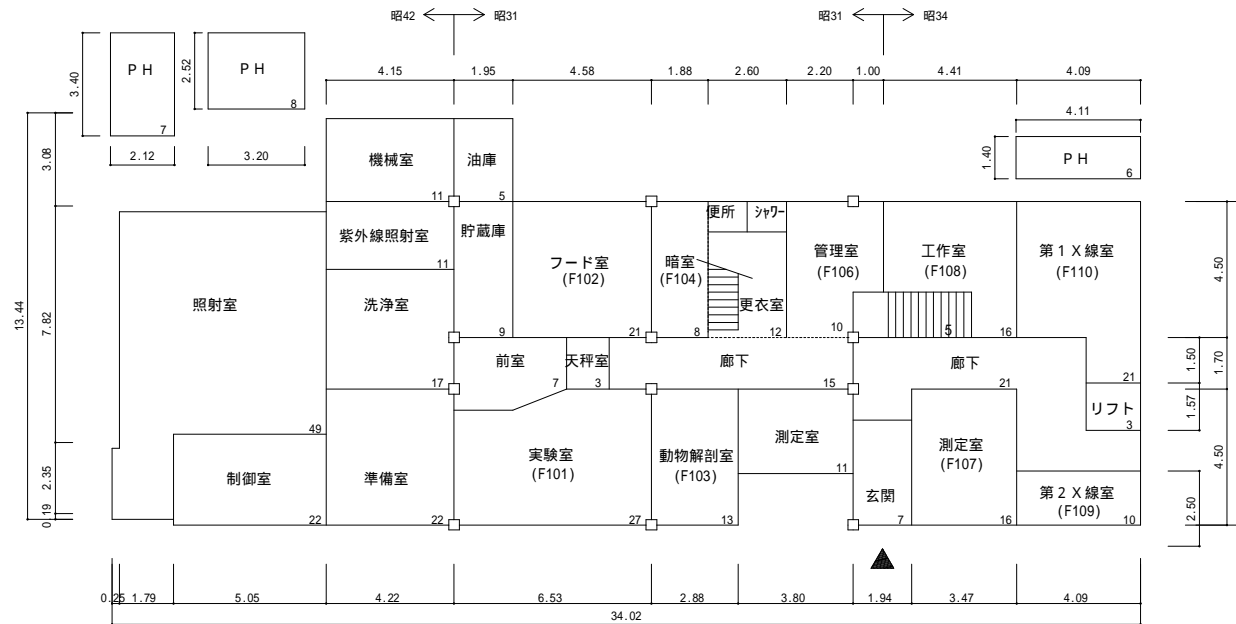 昭42 昭31 昭31 昭34
PH PH
3.40 2.52
7 8
2.12 3.20
4.15 1.95 4.58 1.88 2.60 2.20 1.00 4.41 4.09
4.11
1.40 PH 6
13.44 3.08 7.82 2.35 0.19
機械室 11
油庫 5
紫外線照射室 11
貯蔵庫 9
フード室
(F102) 21
暗室
(F104) 8
便所 シャワー
更衣室 12
管理室
(F106) 10
工作室
(F108) 16
5
第1X線室
(F110) 21
照射室 49
洗浄室 17
前室 7
天秤室 3
廊下 15
廊下 21
リフト 3
制御室 22
準備室 22
実験室
(F101) 27
動物解剖室
(F103) 13
測定室 11
玄関 7
測定室
(F107) 16
第2X線室
(F109) 10
4.50 1.50 1.70 1.57 4.50 2.50
0.25 1.79 5.05 4.22 6.53 2.88 3.80 1.94 3.47 4.09
34.02